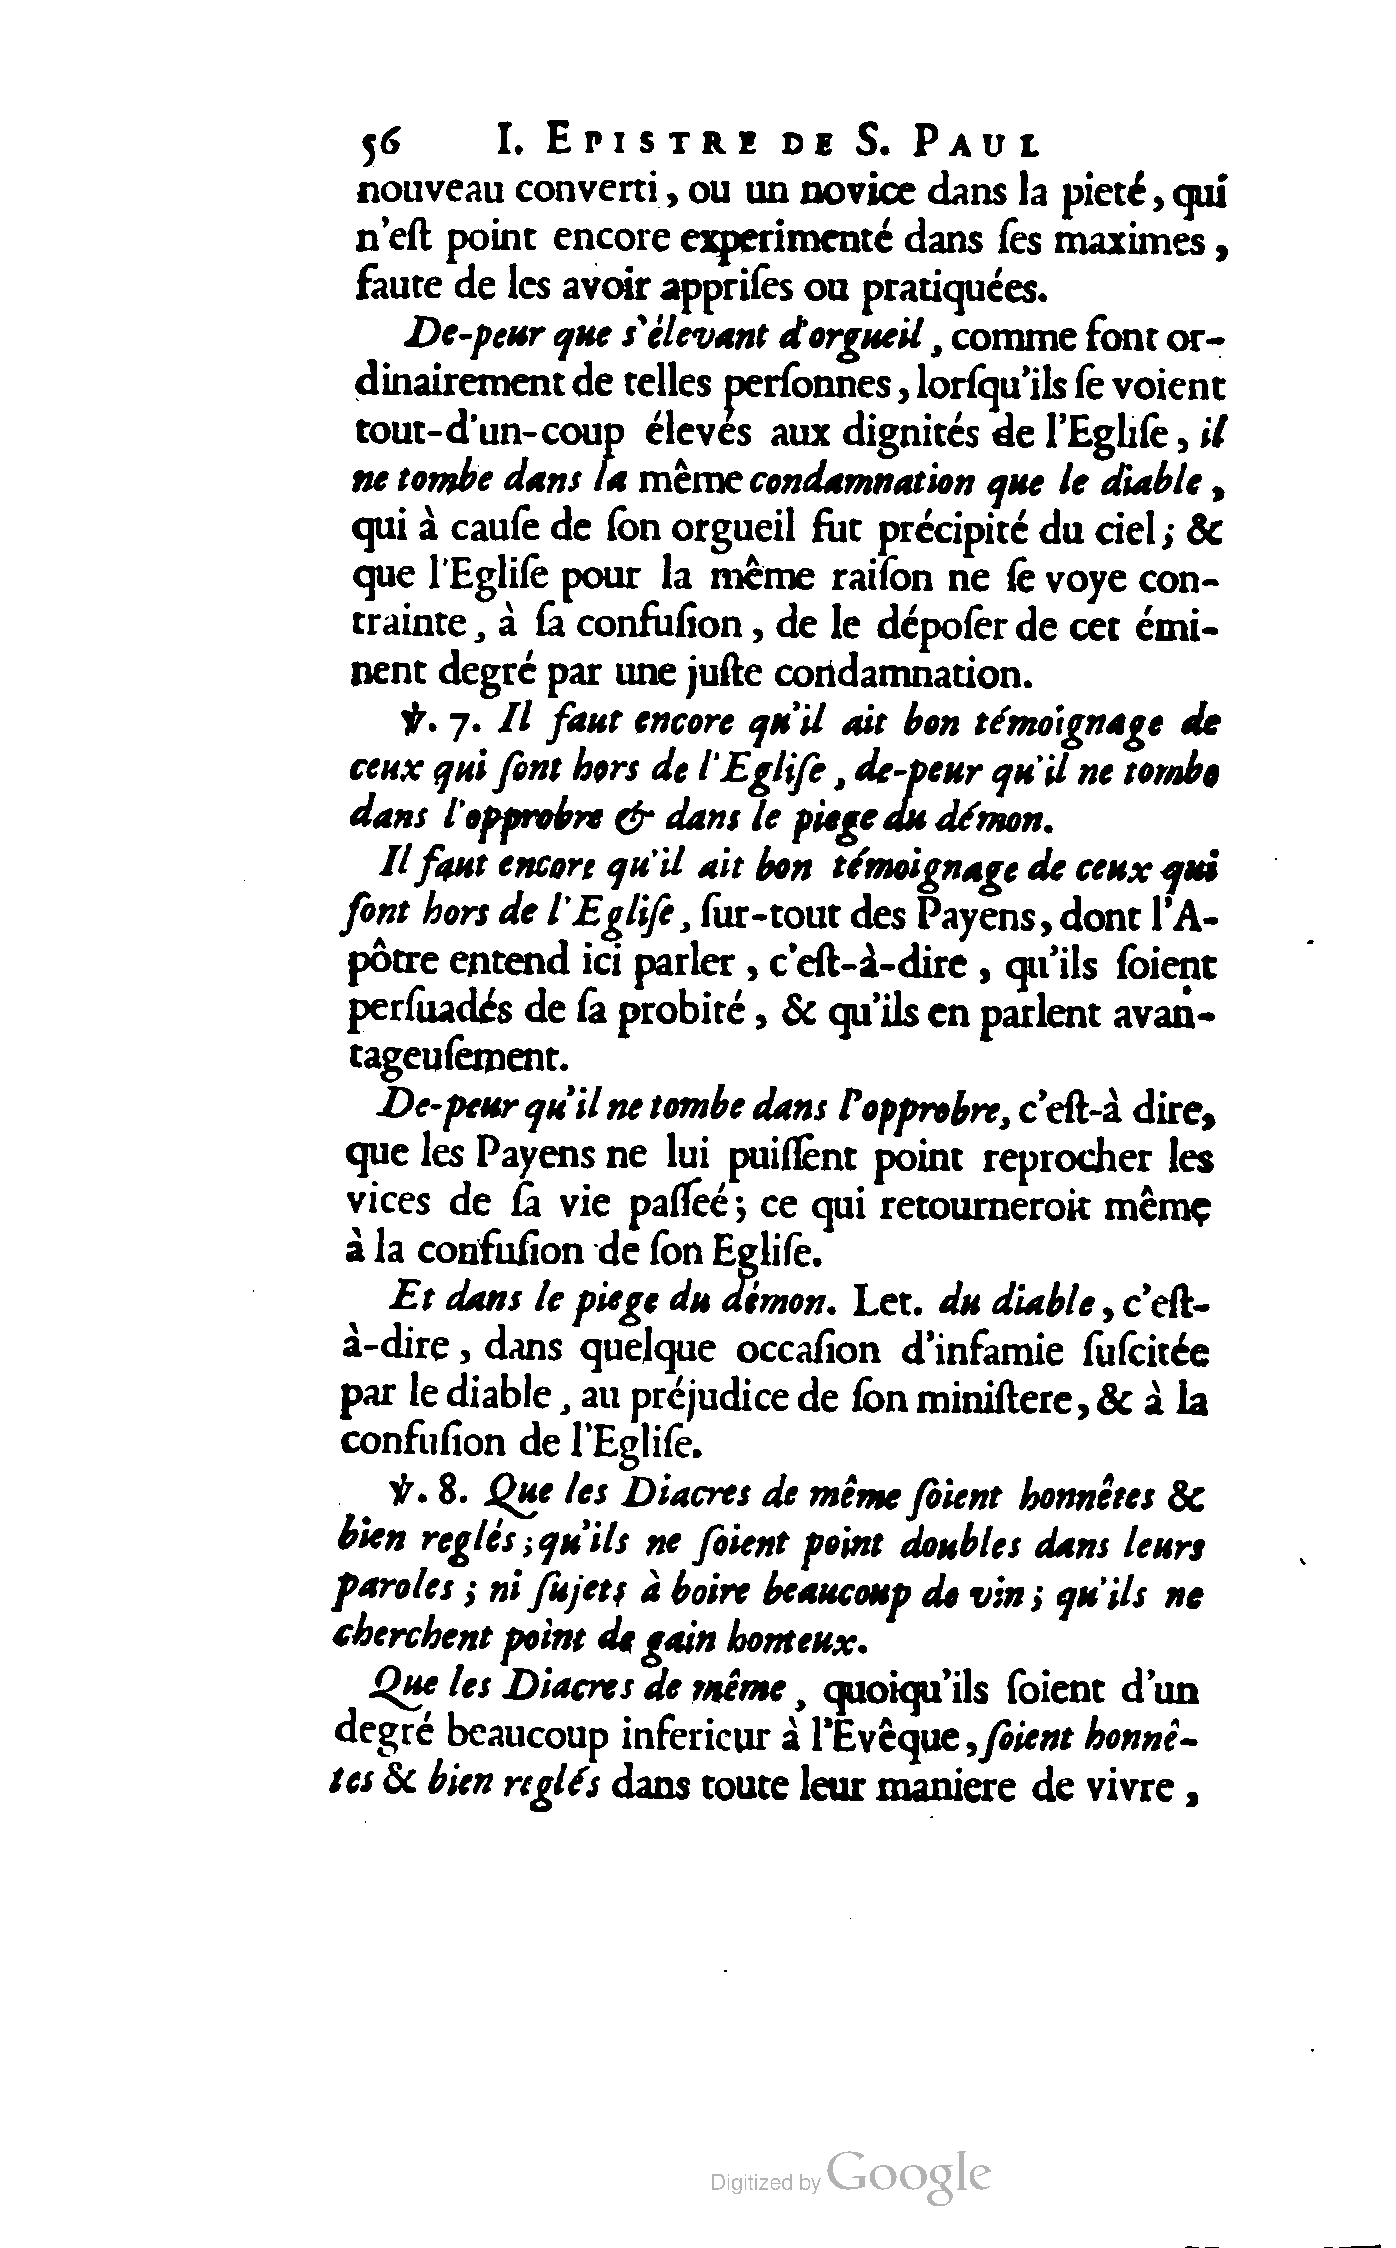 56 I. EPISTRE DE S. PAUL
nouveau converti, ou un novice dans la pieté, qui
n'eſt point encore experimenté dans ſes maximes,
faute de les avoir appriſes ou pratiquées.
De-peur que s'élevant d'orgueil, comme font or-
dinairement de telles perſonnes, lorſqu'ils ſe voient
tout-d'un-coup élevés aux dignités de l'Egliſe, il
ne tombe dans la même condamnation que le diable,
qui à cauſe de ſon orgueil fut précipité du ciel; &
que l'Egliſe pour la même raiſon ne ſe voye con-
trainte, à ſa confuſion, de le dépoſer de cet émi-
nent degré par une juſte condamnation.
℣. 7. Il faut encore qu'il ait bon témoignage de
ceux qui ſont hors de l'Egliſe, de-peur qu'il ne tombe
dans l'opprobre & dans le piege du démon.
Il faut encore qu'il ait bon témoignage de ceux qui
ſont hors de l'Egliſe, ſur-tout des Payens, dont l'A-
pôtre entend ici parler, c'eſt-à-dire, qu'ils ſoient
perſuadés de ſa probité, & qu'ils en parlent avan-
tageuſement.
De-peur qu'il ne tombe dans l'opprobre, c'eſt-à dire,
que les Payens ne lui puiſſent point reprocher les
vices de ſa vie paſſeé; ce qui retourneroit même
à la confuſion de ſon Egliſe.
Et dans le piege du démon. Let. du diable, c'eſt-
à-dire, dans quelque occaſion d'infamie ſuſcitée
par le diable, au préjudice de ſon miniſtere, & à la
confuſion de l'Egliſe.
℣. 8. Que les Diacres de même ſoient honnêtes &
bien reglés; qu'ils ne ſoient point doubles dans leurs
paroles; ni ſujets à boire beaucoup de vin; qu'ils ne
cherchent point de gain honteux.
Que les Diacres de même, quoiqu'ils ſoient d'un
degré beaucoup inferieur à l'Evêque, ſoient honnê-
tes & bien reglés dans toute leur maniere de vivre,
Digitized by Google